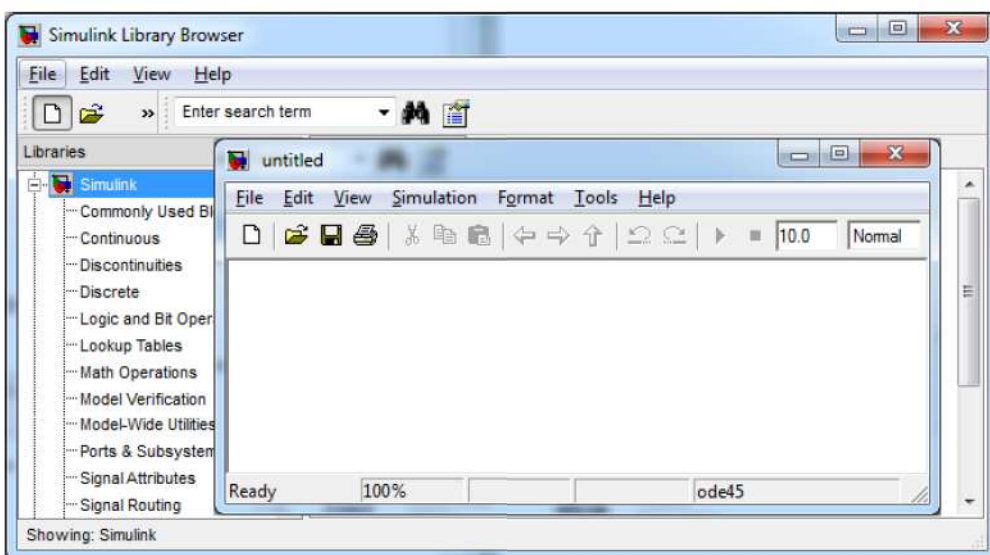 Simulink Library Browser
File Edit View Help
» Enter search term
Libraries
Simulink
Commonly Used Bl
Continuous
Discontinuities
Discrete
Logic and Bit Oper
Lookup Tables
Math Operations
Model Verification
Model-Wide Utilities
Ports & Subsystem
Signal Attributes
Signal Routing
Showing: Simulink
untitled
File Edit View Simulation Format Tools Help
10.0 Normal
Ready 100% ode45